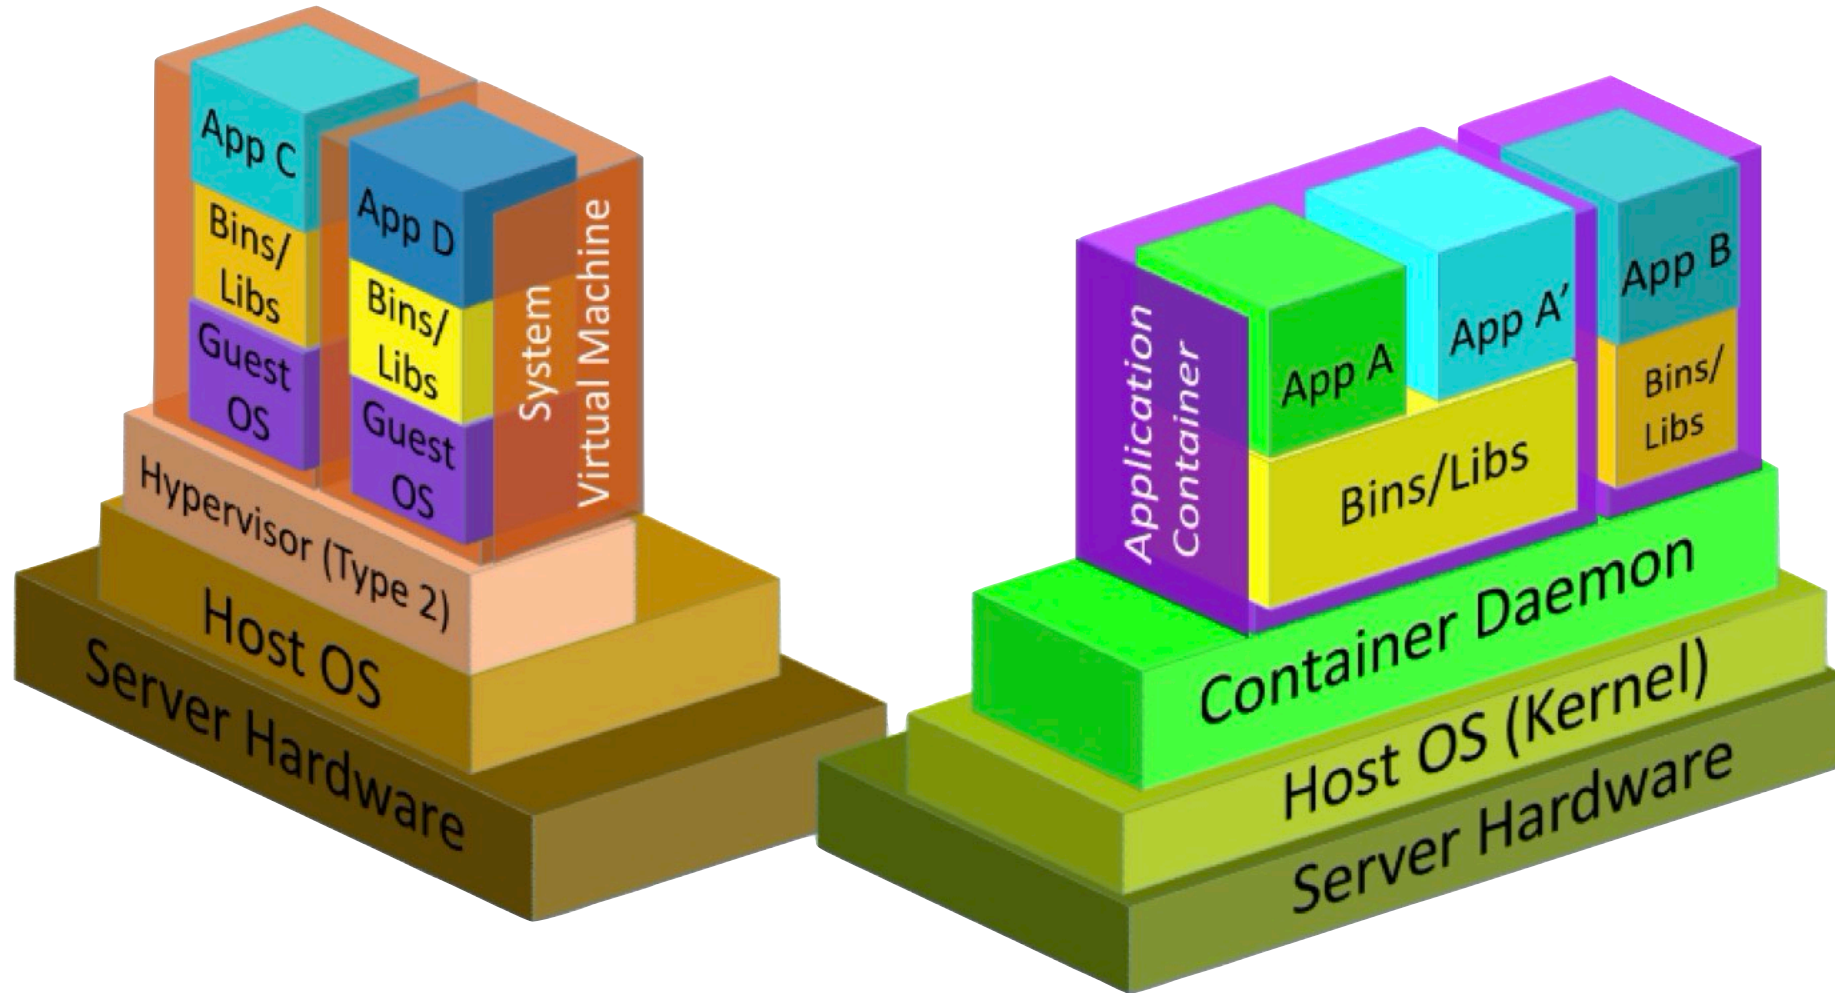 App C
Bins/
Libs
Guest
OS
App D
Bins/
Libs
Guest
OS
System
Virtual Machine
Hypervisor (Type 2)
Host OS
Server Hardware
Application
Container
App A
App A’
Bins/Libs
App B
Bins/
Libs
Container Daemon
Host OS (Kernel)
Server Hardware